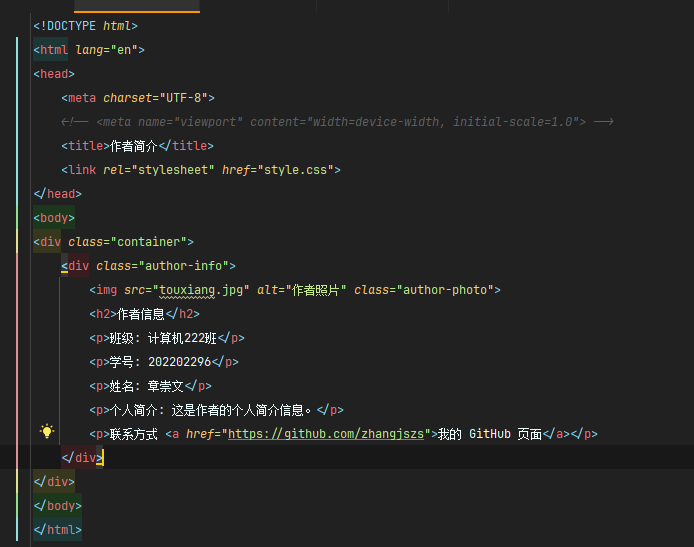 <!DOCTYPE html>
<html lang="en">
<head>
<meta charset="UTF-8">
<!-- <meta name="viewport" content="width=device-width, initial-scale=1.0"> -->
<title>作者简介</title>
<link rel="stylesheet" href="style.css">
</head>
<body>
<div class="container">
<div class="author-info">
<img src="touxiang.jpg" alt="作者照片" class="author-photo">
<h2>作者信息</h2>
<p>班级: 计算机222班</p>
<p>学号: 202202296</p>
<p>姓名: 章崇文</p>
<p>个人简介: 这是作者的个人简介信息。</p>
<p>联系方式 <a href="https://github.com/zhangjszs">我的 GitHub 页面</a></p>
</div>
</div>
</body>
</html>